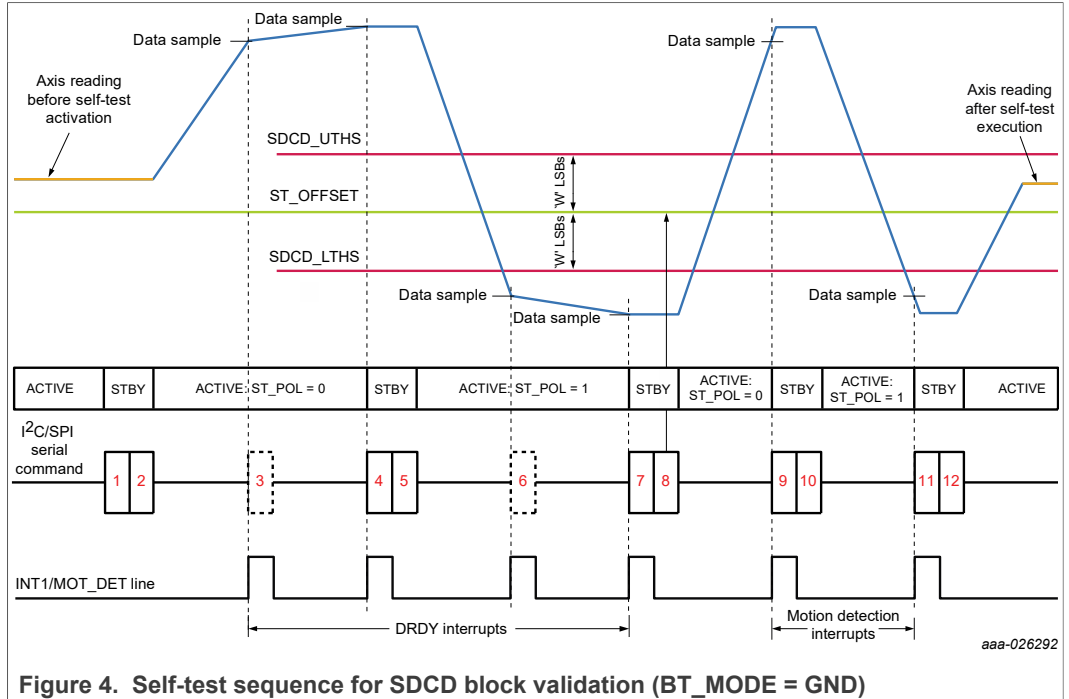 Data sample
Data sample
Data sample
Axis reading
before self-test
activation
Axis reading
after self-test
execution
SDCD_UTHS
'W' LSBs
ST_OFFSET
'W' LSBs
SDCD_LTHS
Data sample
Data sample
Data sample
ACTIVE
STBY
ACTIVE: ST_POL = 0
STBY
ACTIVE: ST_POL = 1
STBY
ACTIVE:
ST_POL = 0
STBY
ACTIVE:
ST_POL = 1
STBY
ACTIVE
I2C/SPI
serial
command
1 2 3 4 5 6 7 8 9 10 11 12
INT1/MOT_DET line
DRDY interrupts
Motion detection
interrupts
aaa-026292
Figure 4. Self-test sequence for SDCD block validation (BT_MODE = GND)